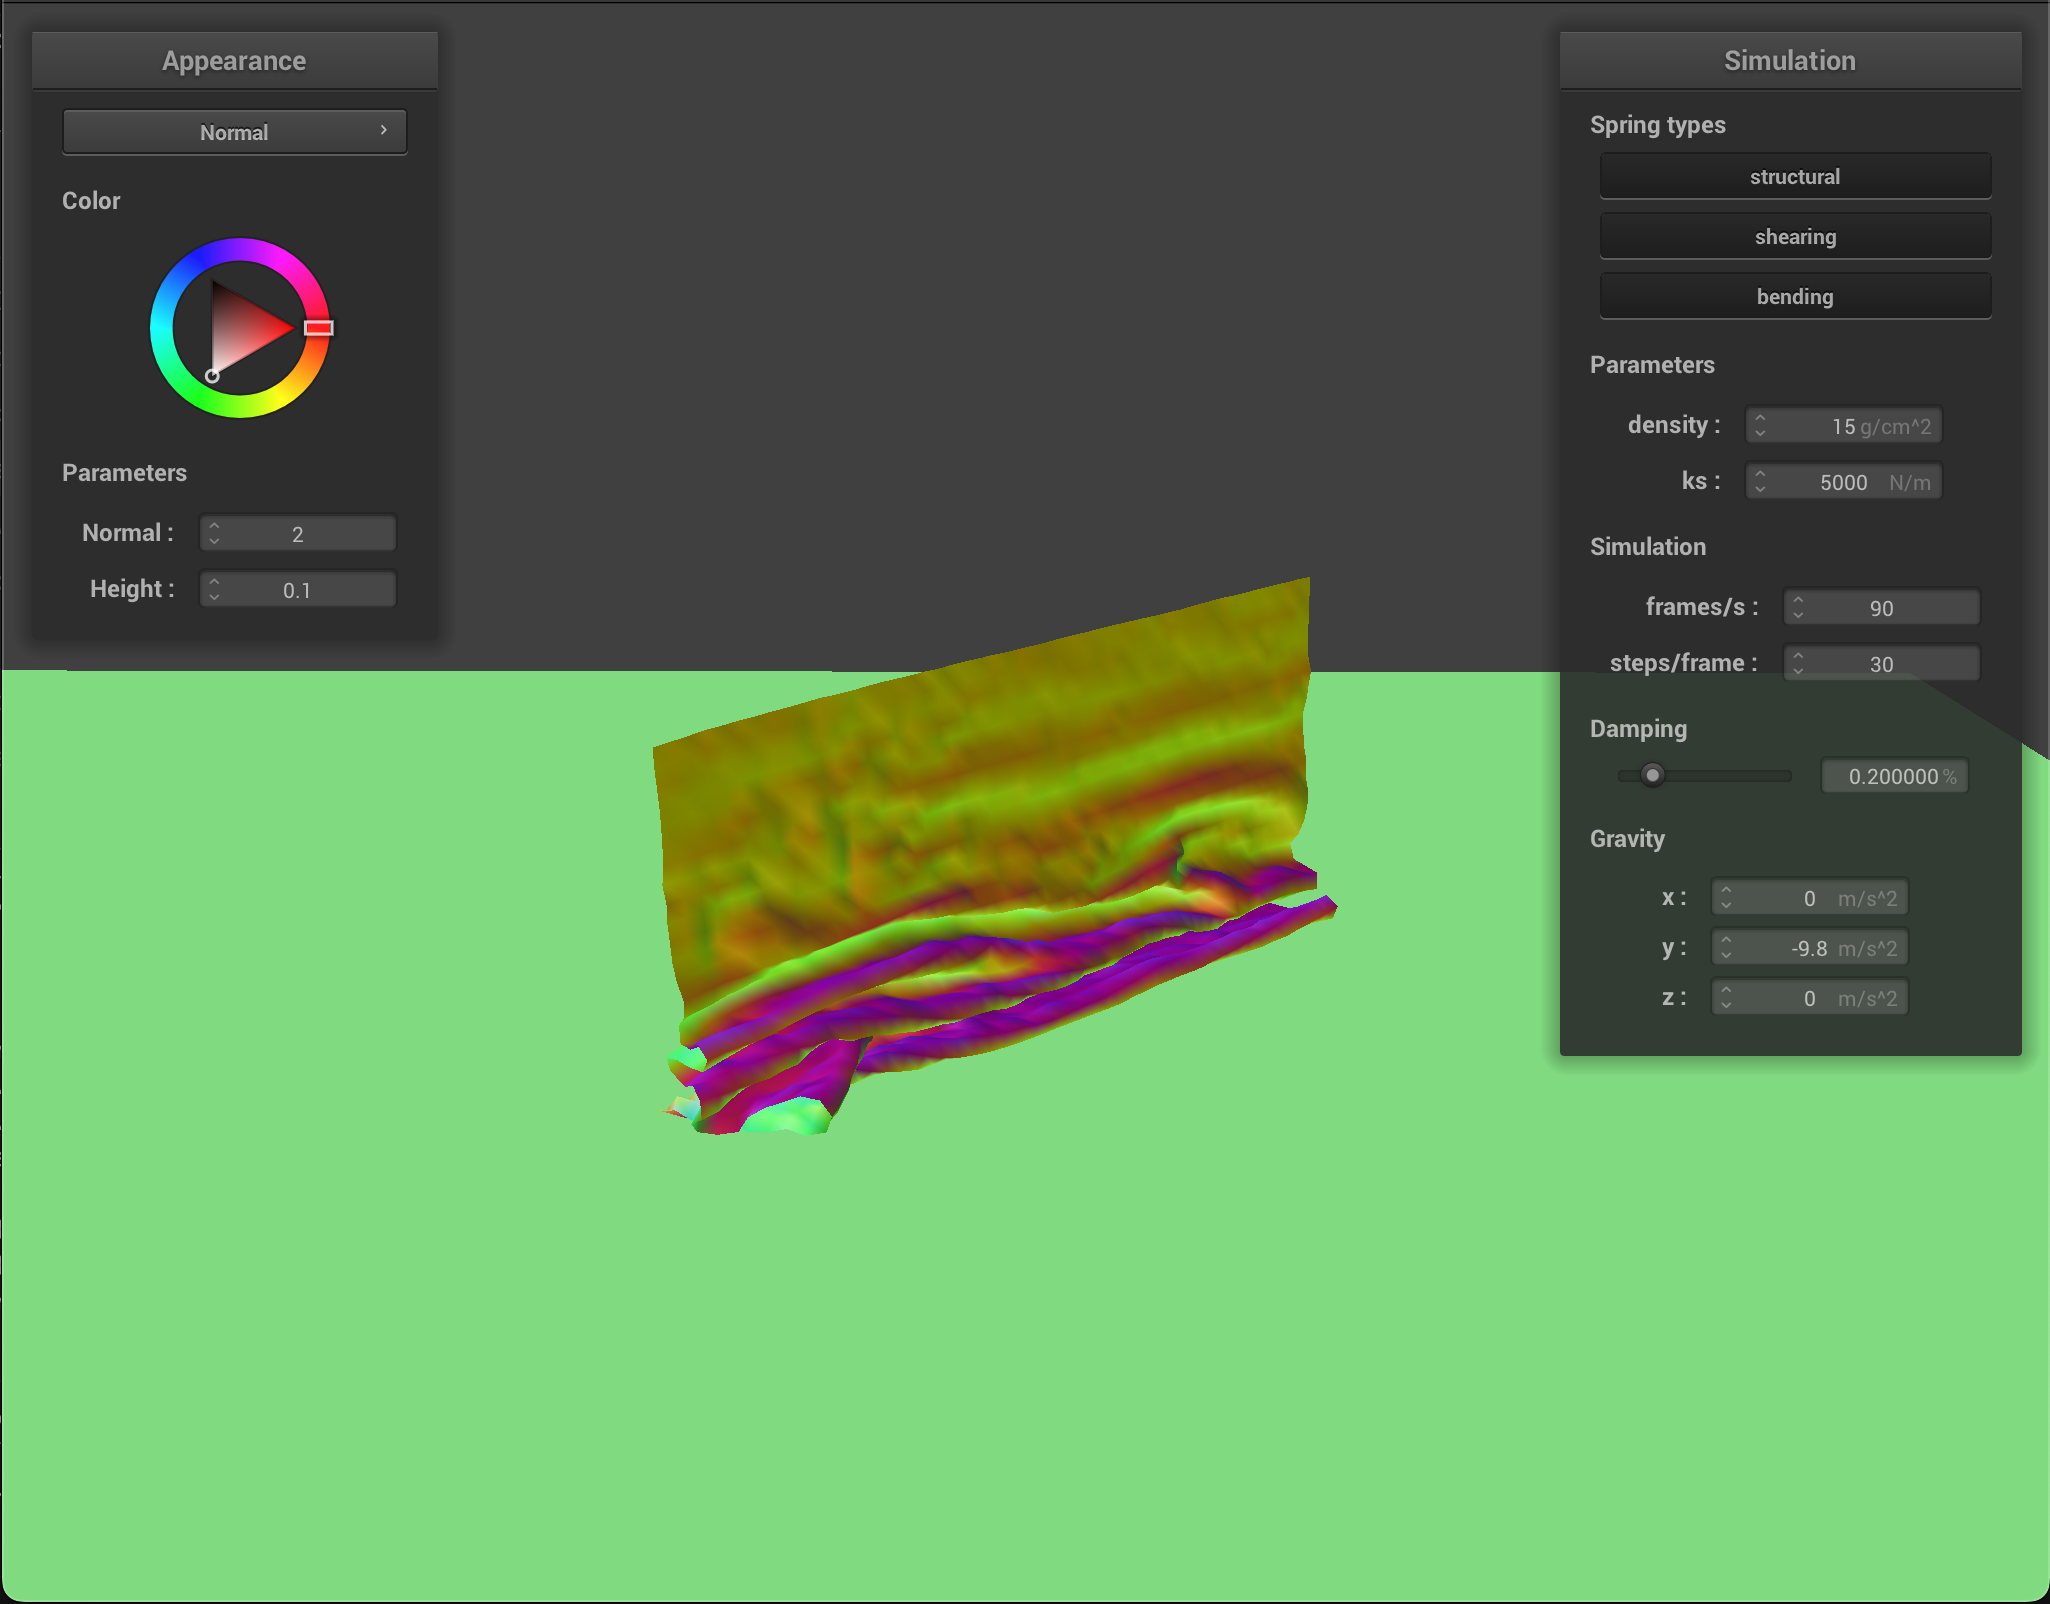 Appearance
Normal
Color
Parameters
Normal : 2
Height : 0.1
Simulation
Spring types
structural
shearing
bending
Parameters
density : 15 g/cm^2
ks : 5000 N/m
Simulation
frames/s : 90
steps/frame : 30
Damping
0.200000 %
Gravity
x : 0 m/s^2
y : -9.8 m/s^2
z : 0 m/s^2